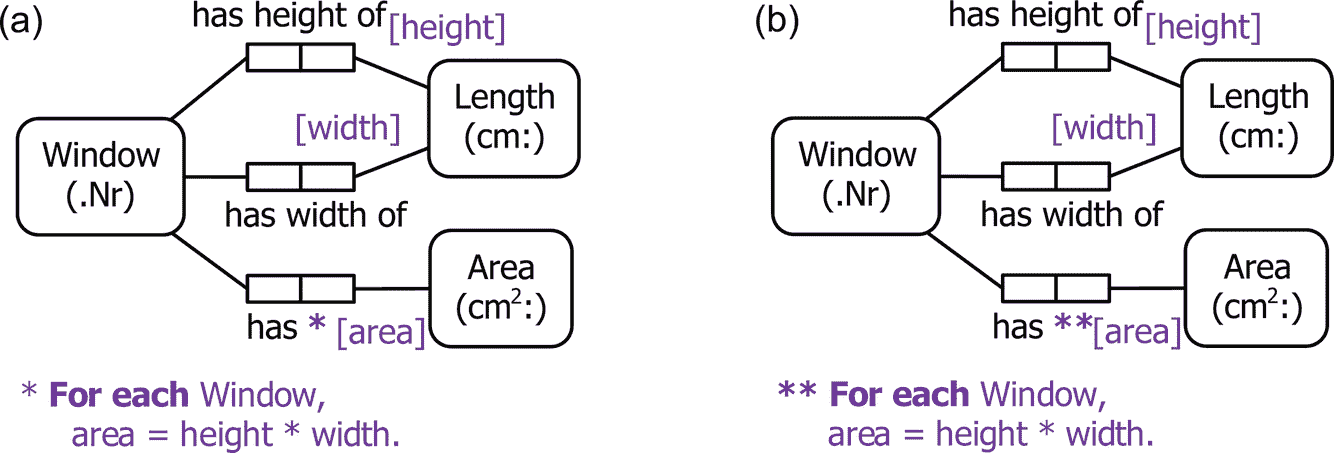 (a)
has height of
[height]
Length
(cm:)
[width]
Window
(.Nr)
has width of
Area
(cm²:)
has * [area]
* For each Window,
area = height * width.
(b)
has height of
[height]
Length
(cm:)
[width]
Window
(.Nr)
has width of
Area
(cm²:)
has **[area]
** For each Window,
area = height * width.